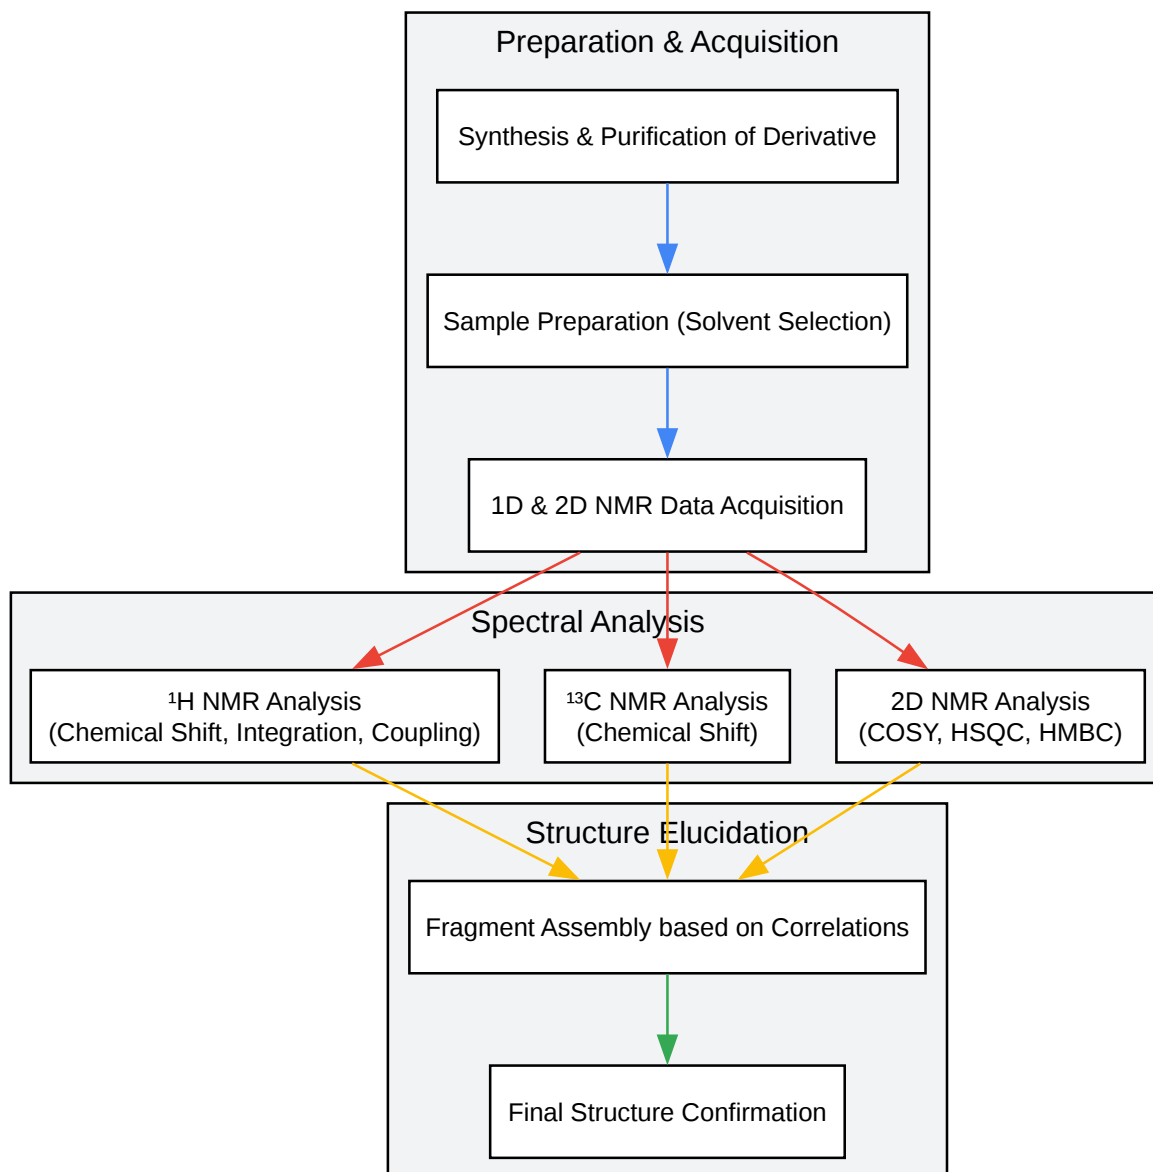 Preparation & Acquisition
Synthesis & Purification of Derivative
Sample Preparation (Solvent Selection)
1D & 2D NMR Data Acquisition
Spectral Analysis
¹H NMR Analysis
(Chemical Shift, Integration, Coupling)
¹³C NMR Analysis
(Chemical Shift)
2D NMR Analysis
(COSY, HSQC, HMBC)
Structure Elucidation
Fragment Assembly based on Correlations
Final Structure Confirmation